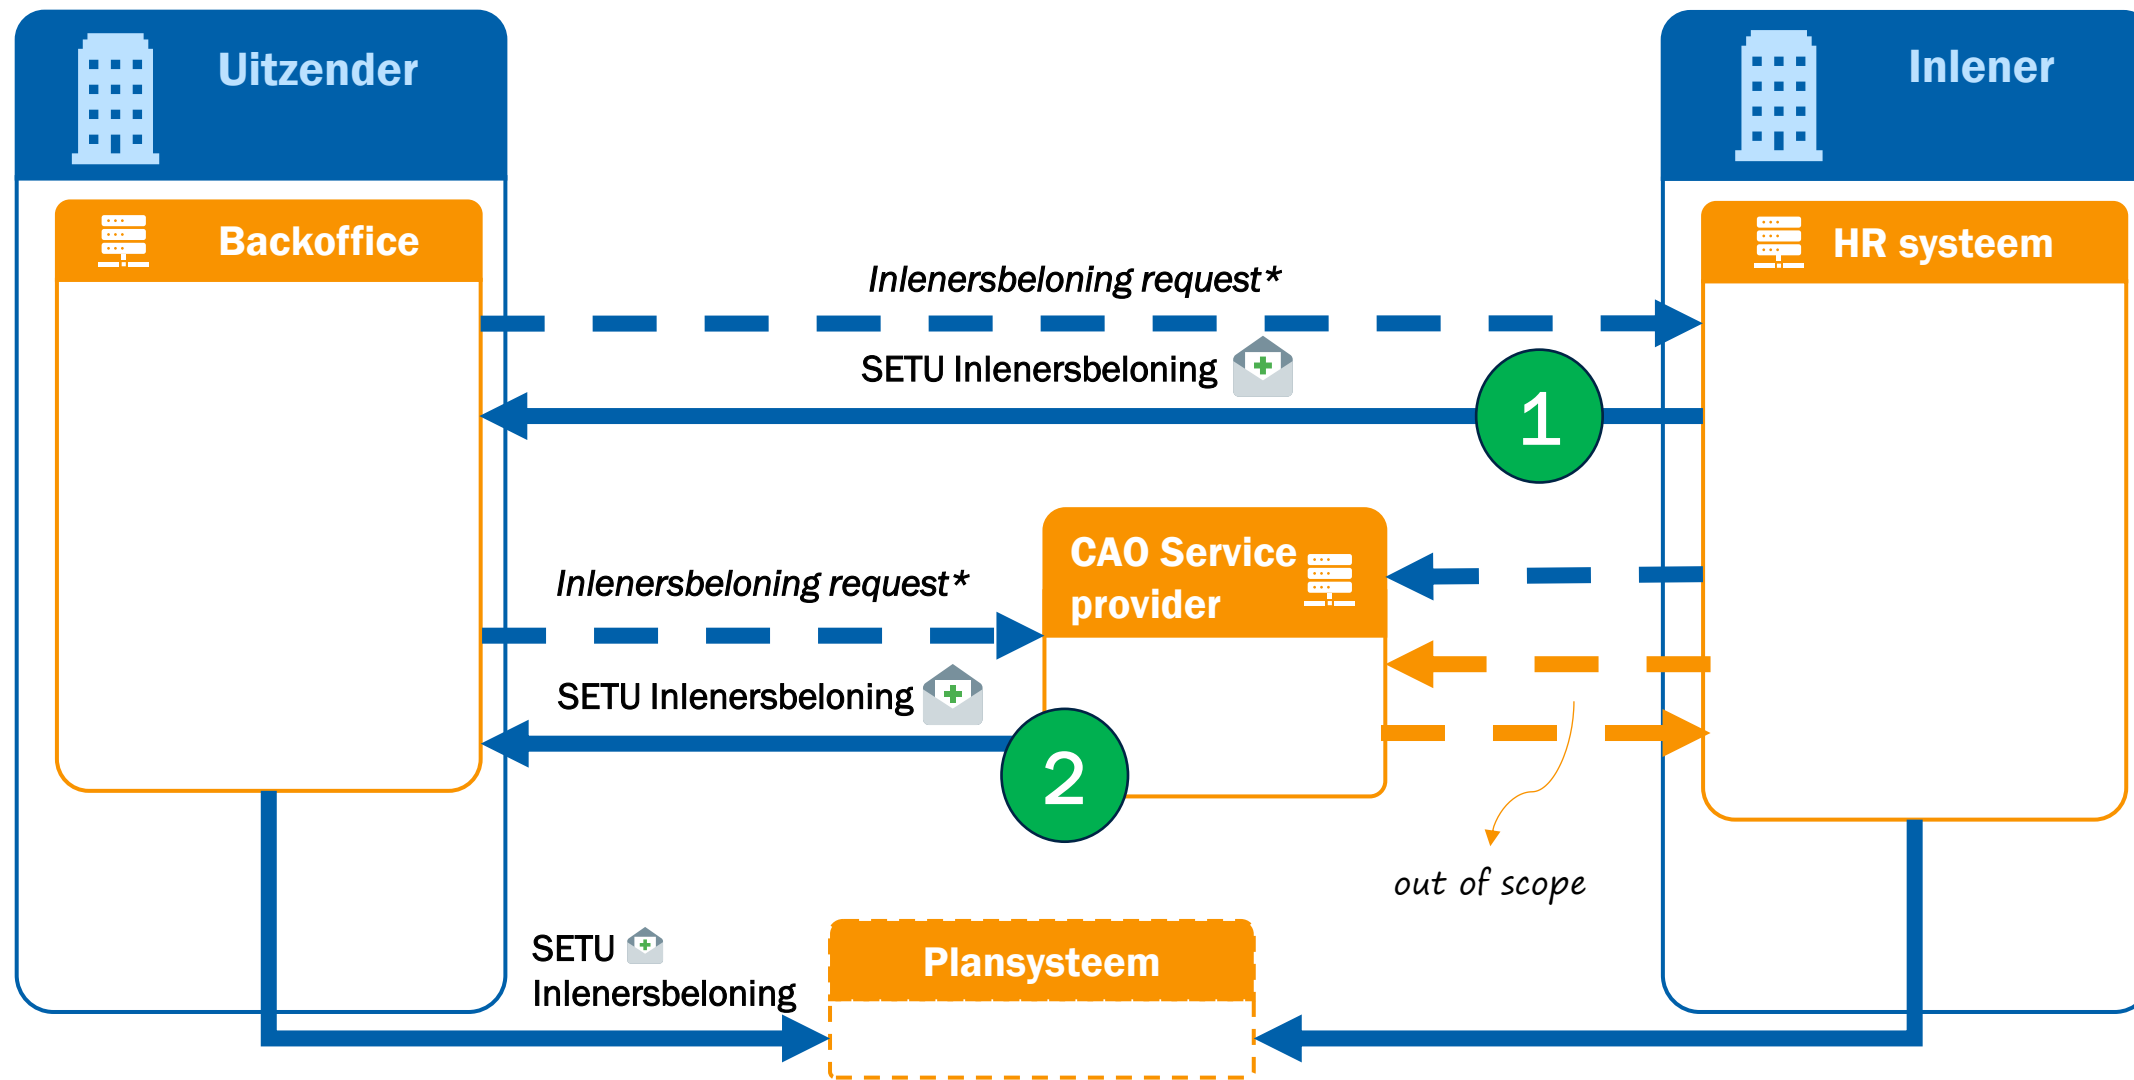 Uitzender
Inlener
Backoffice
HR systeem
Inlenersbeloning request*
SETU Inlenersbeloning
1
CAO Service
provider
Inlenersbeloning request*
SETU Inlenersbeloning
2
out of scope
SETU
Inlenersbeloning
Plansysteem